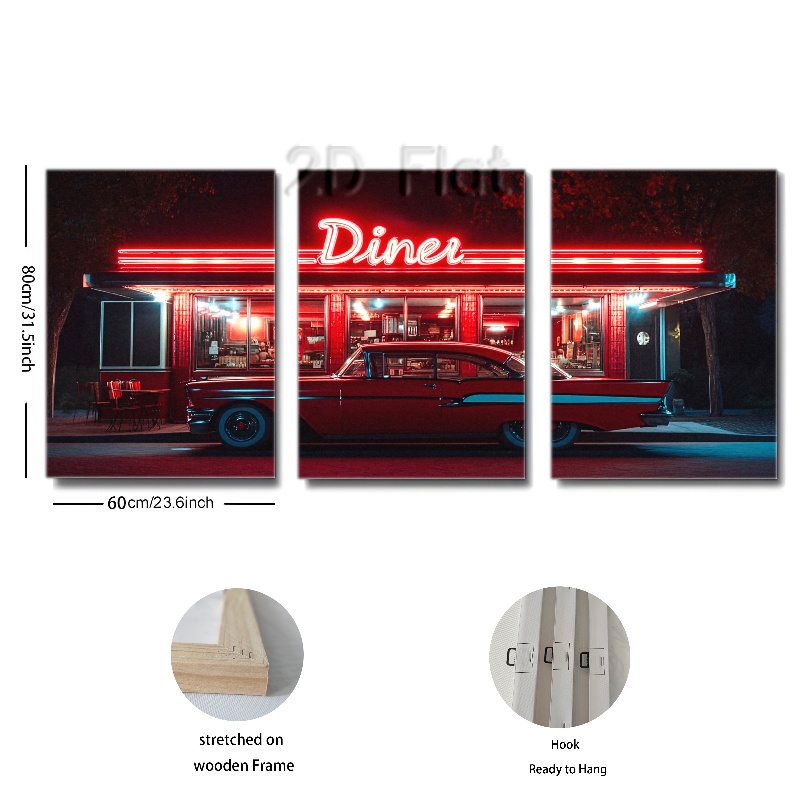 2D Flat
Diner
80cm/31.5inch
60cm/23.6inch
stretched on
wooden Frame
Hook
Ready to Hang